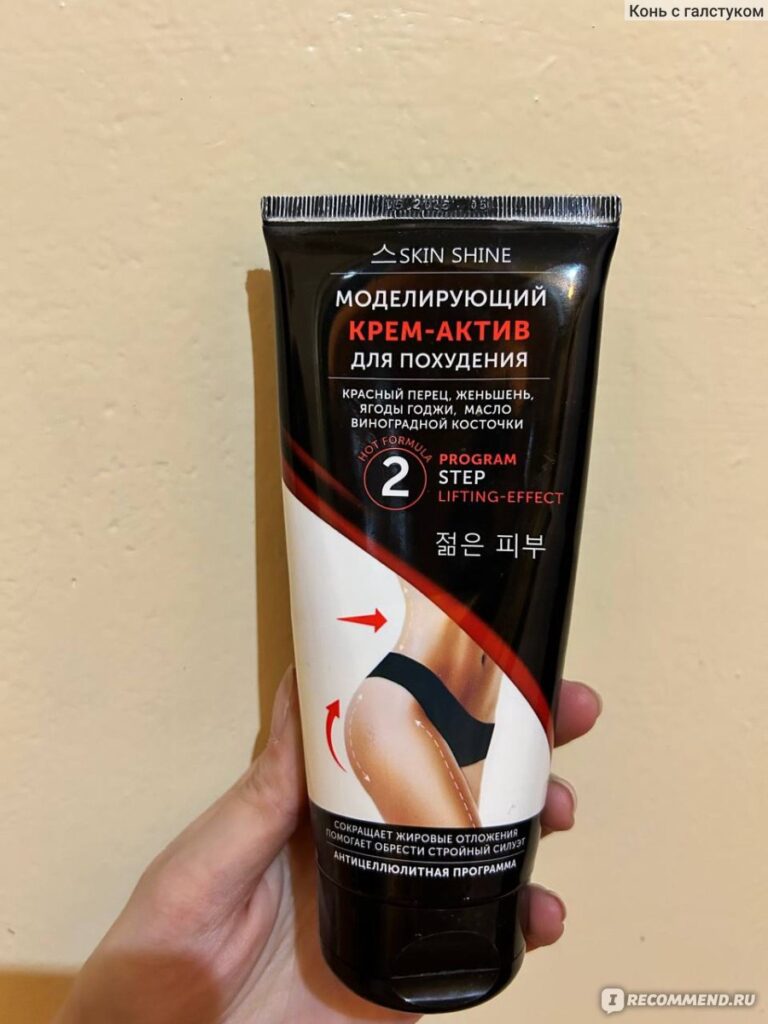 Конь с галстуком
SKIN SHINE
МОДЕЛИРУЮЩИЙ
КРЕМ-АКТИВ
ДЛЯ ПОХУДЕНИЯ
КРАСНЫЙ ПЕРЕЦ, ЖЕНЬШЕНЬ,
ЯГОДЫ ГОДЖИ, МАСЛО
ВИНОГРАДНОЙ КОСТОЧКИ
HOT FORMULA
2
PROGRAM
STEP
LIFTING-EFFECT
젊은 피부
СОКРАЩАЕТ ЖИРОВЫЕ ОТЛОЖЕНИЯ
ПОМОГАЕТ ОБРЕСТИ СТРОЙНЫЙ СИЛУЭТ
АНТИЦЕЛЛЮЛИТНАЯ ПРОГРАММА
IRECOMMEND.RU